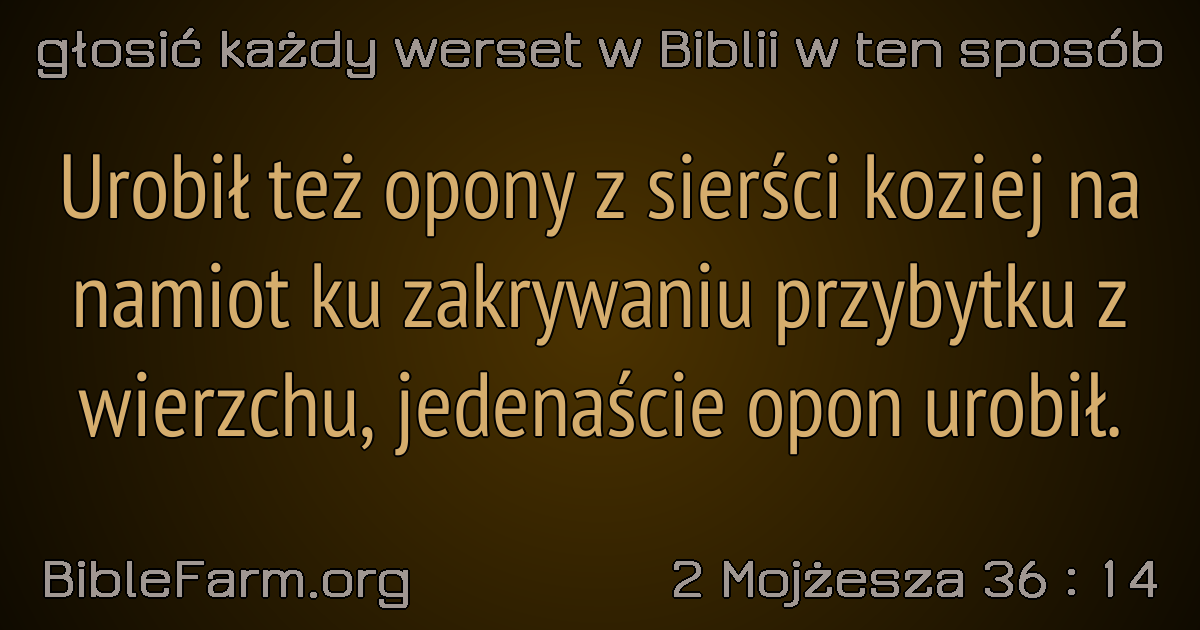 głosić każdy werset w Biblii w ten sposób
Urobił też opony z sierści koziej na
namiot ku zakrywaniu przybytku z
wierzchu, jedenaście opon urobił.
BibleFarm.org
2 Mojżesza 36 : 14